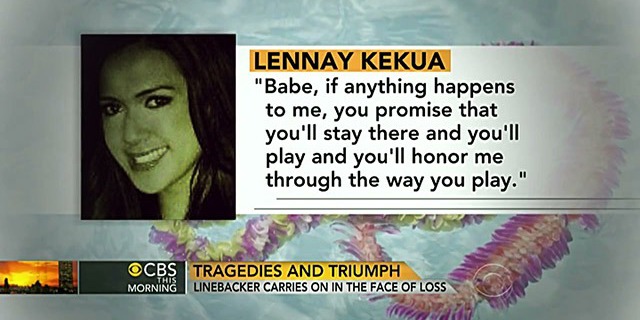 LENNAY KEKUA
"Babe, if anything happens
to me, you promise that
you'll stay there and you'll
play and you'll honor me
through the way you play."
CBS
THIS
MORNING
TRAGEDIES AND TRIUMPH
LINEBACKER CARRIES ON IN THE FACE OF LOSS